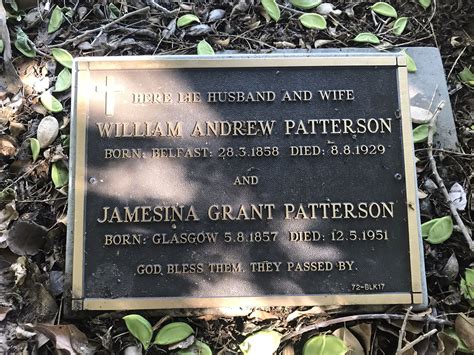 HERE LIE HUSBAND AND WIFE
WILLIAM ANDREW PATTERSON
BORN: BELFAST: 28.3.1858 DIED: 8.8.1929
AND
JAMESINA GRANT PATTERSON
BORN: GLASGOW 5.8.1857 DIED: 12.5.1951
GOD BLESS THEM. THEY PASSED BY.
72-BLK17